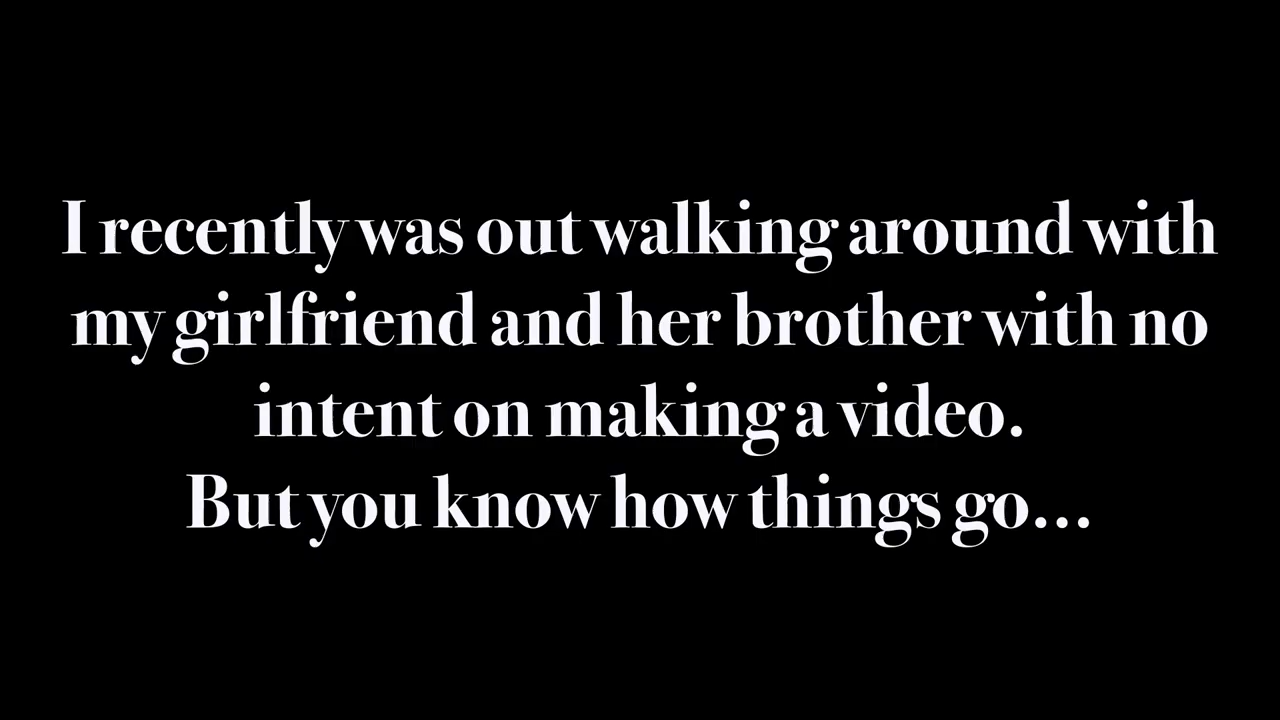 I recently was out walking around with
my girlfriend and her brother with no
intent on making a video.
But you know how things go...